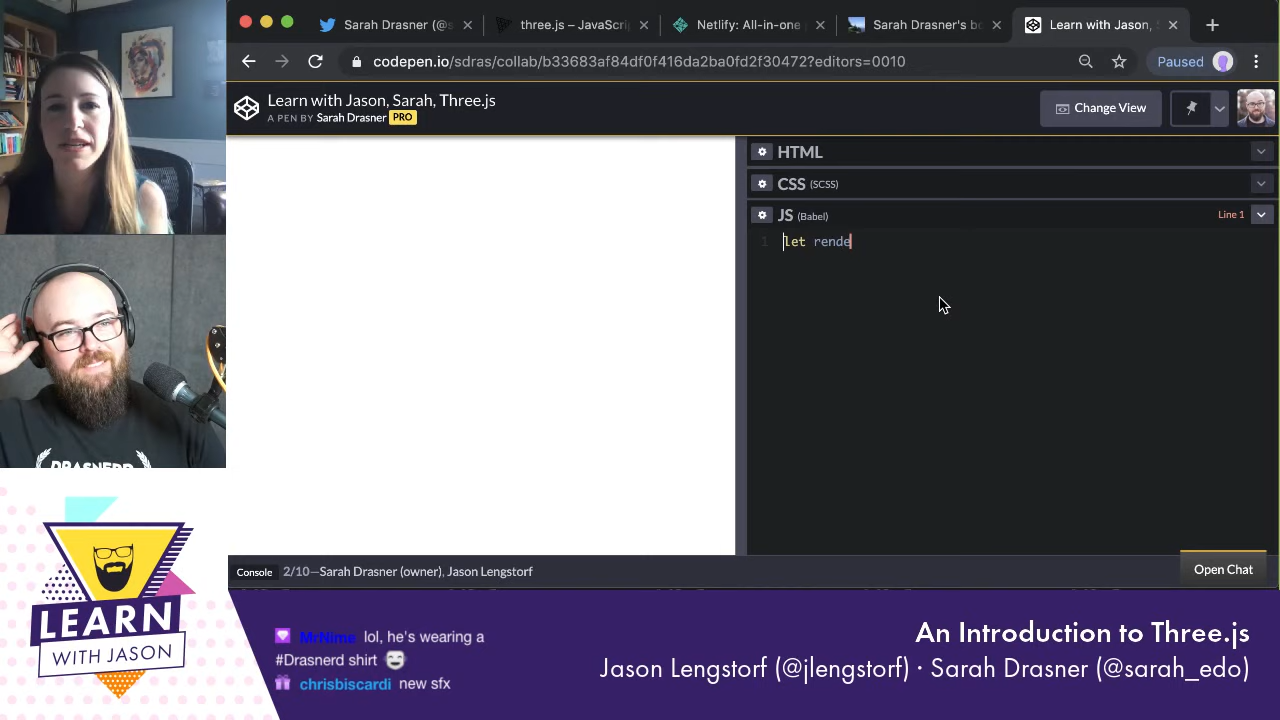 Sarah Drasner (@s
three.js – JavaScri
Netlify: All-in-one
Sarah Drasner's be
Learn with Jason, S
codepen.io/sdras/collab/b33683af84df0f416da2ba0fd2f30472?editors=0010
Paused
Learn with Jason, Sarah, Three.js
A PEN BY Sarah Drasner PRO
Change View
HTML
CSS (SCSS)
JS (Babel)
Line 1
1 let rende
DRASNERD
Console
2/10—Sarah Drasner (owner), Jason Lengstorf
Open Chat
LEARN
WITH JASON
MrNime lol, he's wearing a
#Drasnerd shirt
chrisbiscardi new sfx
An Introduction to Three.js
Jason Lengstorf (@jlengstorf) · Sarah Drasner (@sarah_edo)